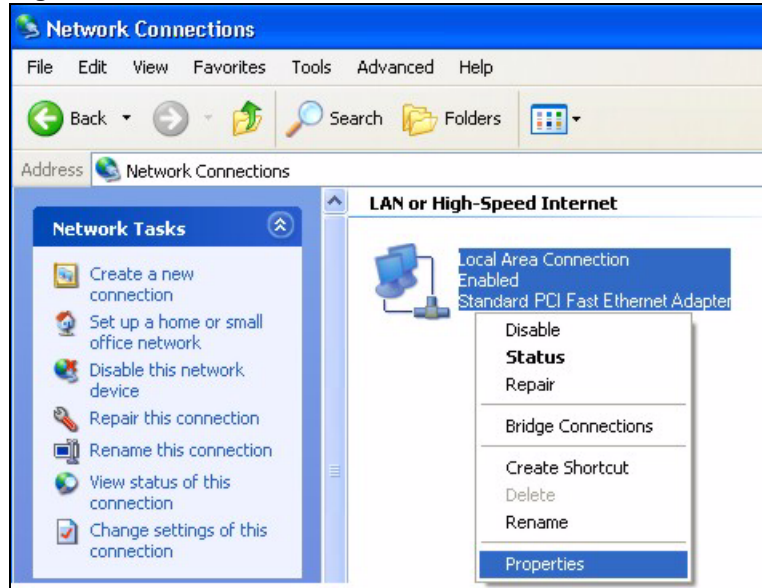 Network Connections
File Edit View Favorites Tools Advanced Help
Back Search Folders
Address Network Connections
Network Tasks
Create a new
connection
Set up a home or small
office network
Disable this network
device
Repair this connection
Rename this connection
View status of this
connection
Change settings of this
connection
LAN or High-Speed Internet
Local Area Connection
Enabled
Standard PCI Fast Ethernet Adapter
Disable
Status
Repair
Bridge Connections
Create Shortcut
Delete
Rename
Properties